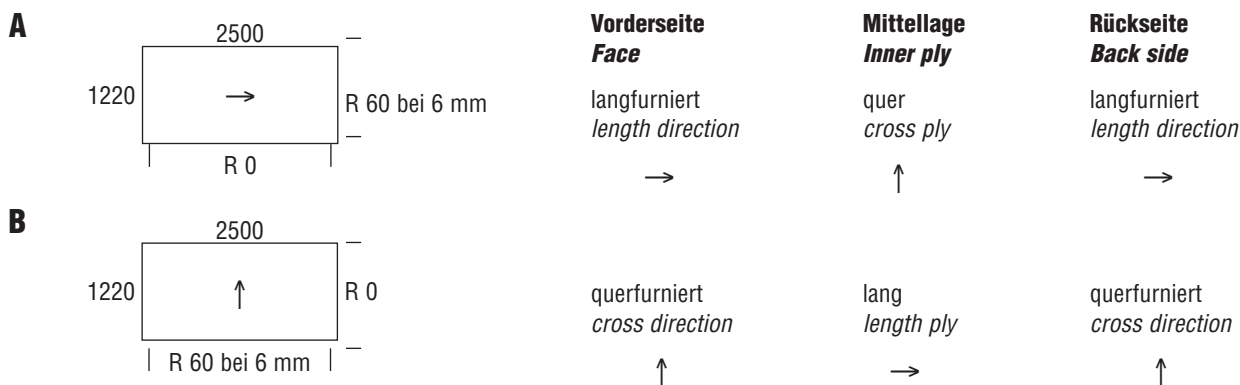 A
2500
1220
R 60 bei 6 mm
R 0
Vorderseite
Face
langfurniert
length direction
Mittellage
Inner ply
quer
cross ply
Rückseite
Back side
langfurniert
length direction
B
2500
1220
R 0
R 60 bei 6 mm
querfurniert
cross direction
lang
length ply
querfurniert
cross direction